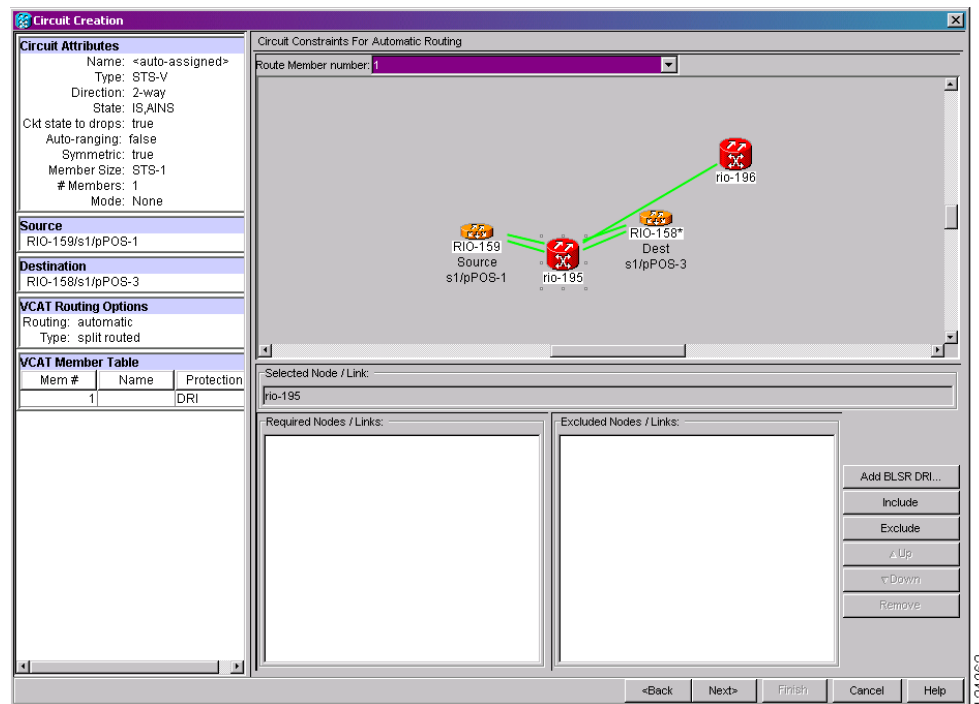 Circuit Creation
Circuit Attributes
Name: <auto-assigned>
Type: STS-V
Direction: 2-way
State: IS,AINS
Ckt state to drops: true
Auto-ranging: false
Symmetric: true
Member Size: STS-1
# Members: 1
Mode: None
Source
RIO-159/s1/pPOS-1
Destination
RIO-158/s1/pPOS-3
VCAT Routing Options
Routing: automatic
Type: split routed
VCAT Member Table
Mem # Name Protection
1 DRI
Circuit Constraints For Automatic Routing
Route Member number: 1
rio-196
RIO-159
Source
s1/pPOS-1
rio-195
RIO-158*
Dest
s1/pPOS-3
Selected Node / Link:
rio-195
Required Nodes / Links:
Excluded Nodes / Links:
Add BLSR DRI...
Include
Exclude
Up
Down
Remove
<Back Next> Finish Cancel Help